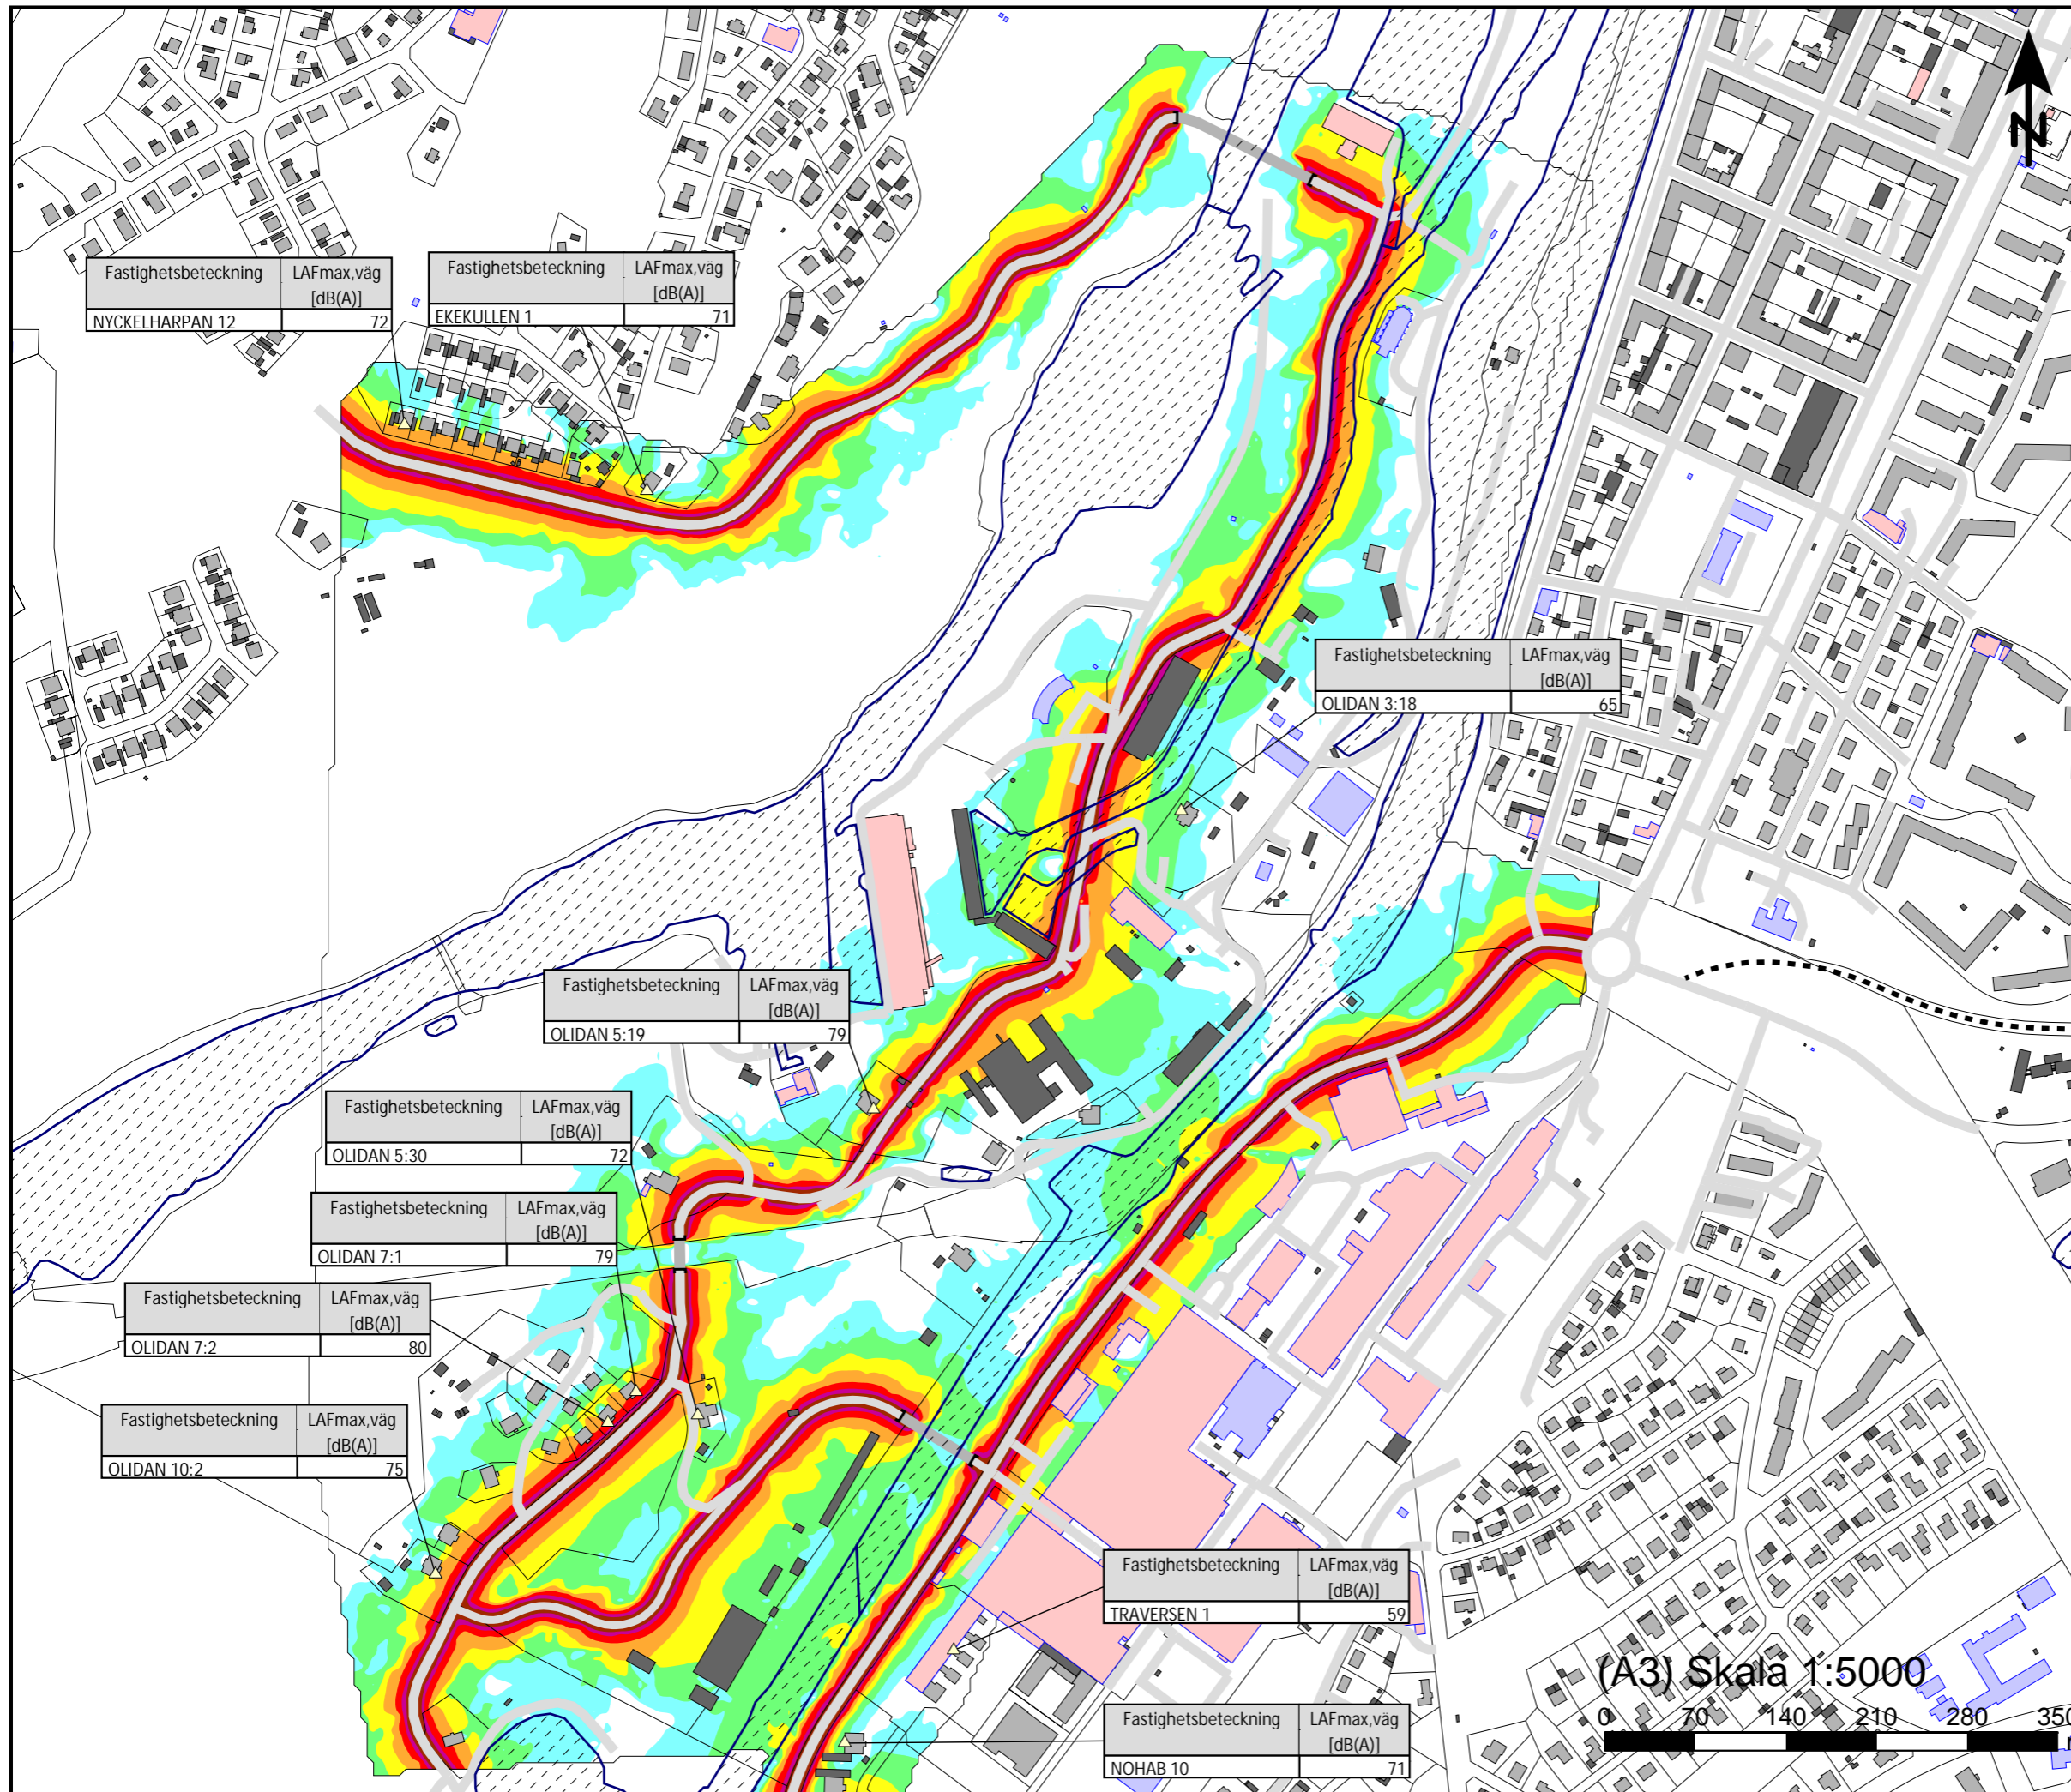 N
Fastighetsbeteckning LAFmax,väg
[dB(A)]
NYCKELHARPAN 12 72
Fastighetsbeteckning LAFmax,väg
[dB(A)]
EKEKULLEN 1 71
Fastighetsbeteckning LAFmax,väg
[dB(A)]
OLIDAN 3:18 65
Fastighetsbeteckning LAFmax,väg
[dB(A)]
OLIDAN 5:19 79
Fastighetsbeteckning LAFmax,väg
[dB(A)]
OLIDAN 5:30 72
Fastighetsbeteckning LAFmax,väg
[dB(A)]
OLIDAN 7:1 79
Fastighetsbeteckning LAFmax,väg
[dB(A)]
OLIDAN 7:2 80
Fastighetsbeteckning LAFmax,väg
[dB(A)]
OLIDAN 10:2 75
Fastighetsbeteckning LAFmax,väg
[dB(A)]
TRAVERSEN 1 59
Fastighetsbeteckning LAFmax,väg
[dB(A)]
NOHAB 10 71
(A3) Skala 1:5000
0 70 140 210 280 350